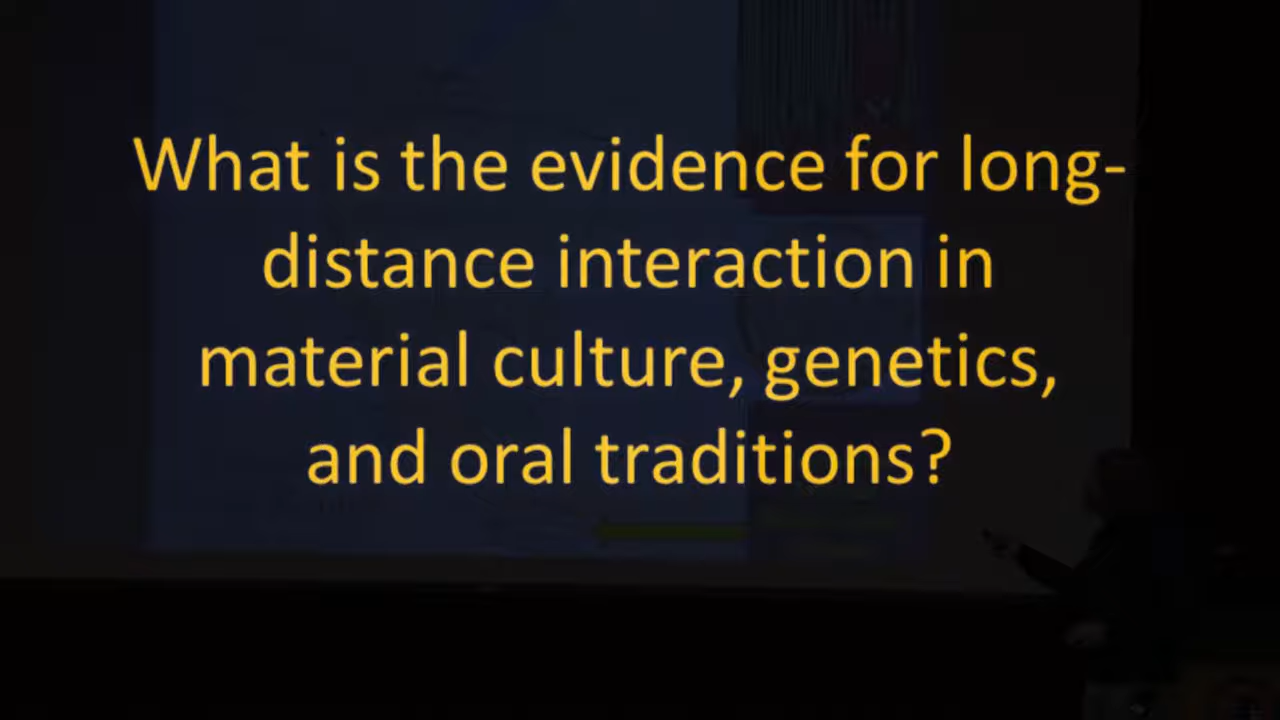 What is the evidence for long-
distance interaction in
material culture, genetics,
and oral traditions?